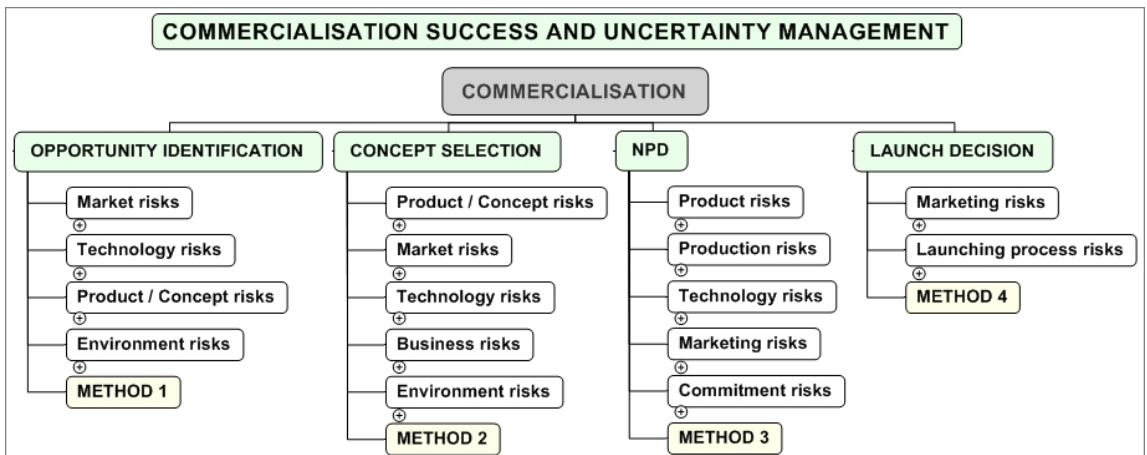 COMMERCIALISATION SUCCESS AND UNCERTAINTY MANAGEMENT
COMMERCIALISATION
OPPORTUNITY IDENTIFICATION
Market risks
Technology risks
Product / Concept risks
Environment risks
METHOD 1
CONCEPT SELECTION
Product / Concept risks
Market risks
Technology risks
Business risks
Environment risks
METHOD 2
NPD
Product risks
Production risks
Technology risks
Marketing risks
Commitment risks
METHOD 3
LAUNCH DECISION
Marketing risks
Launching process risks
METHOD 4